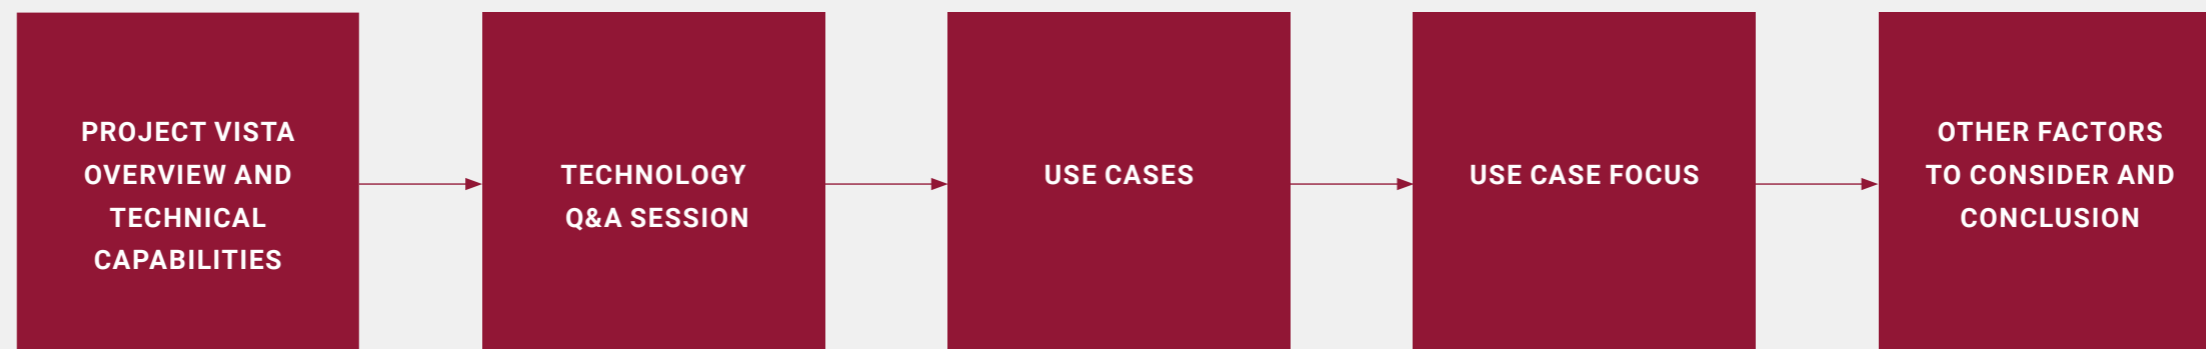 PROJECT VISTA
OVERVIEW AND
TECHNICAL
CAPABILITIES
TECHNOLOGY
Q&A SESSION
USE CASES
USE CASE FOCUS
OTHER FACTORS
TO CONSIDER AND
CONCLUSION